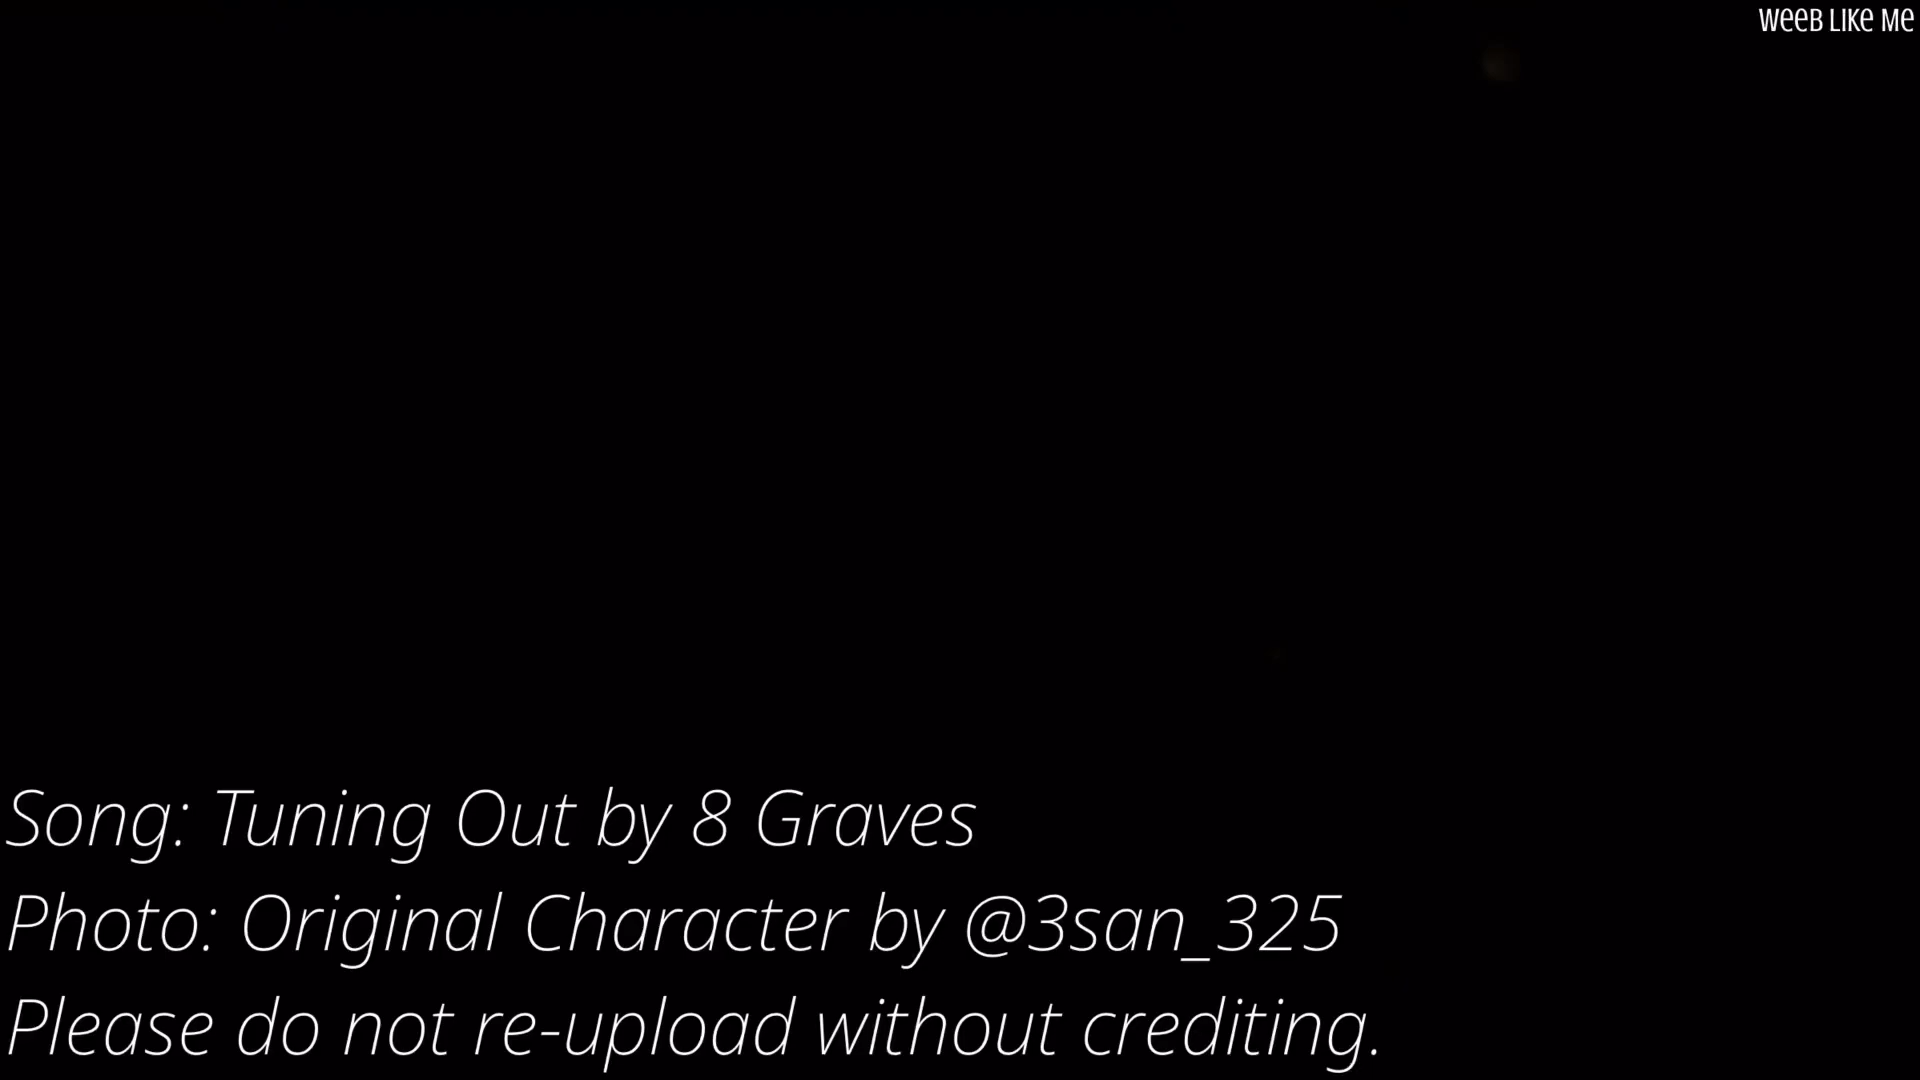 WeeB LIKe Me
Song: Tuning Out by 8 Graves
Photo: Original Character by @3san_325
Please do not re-upload without crediting.